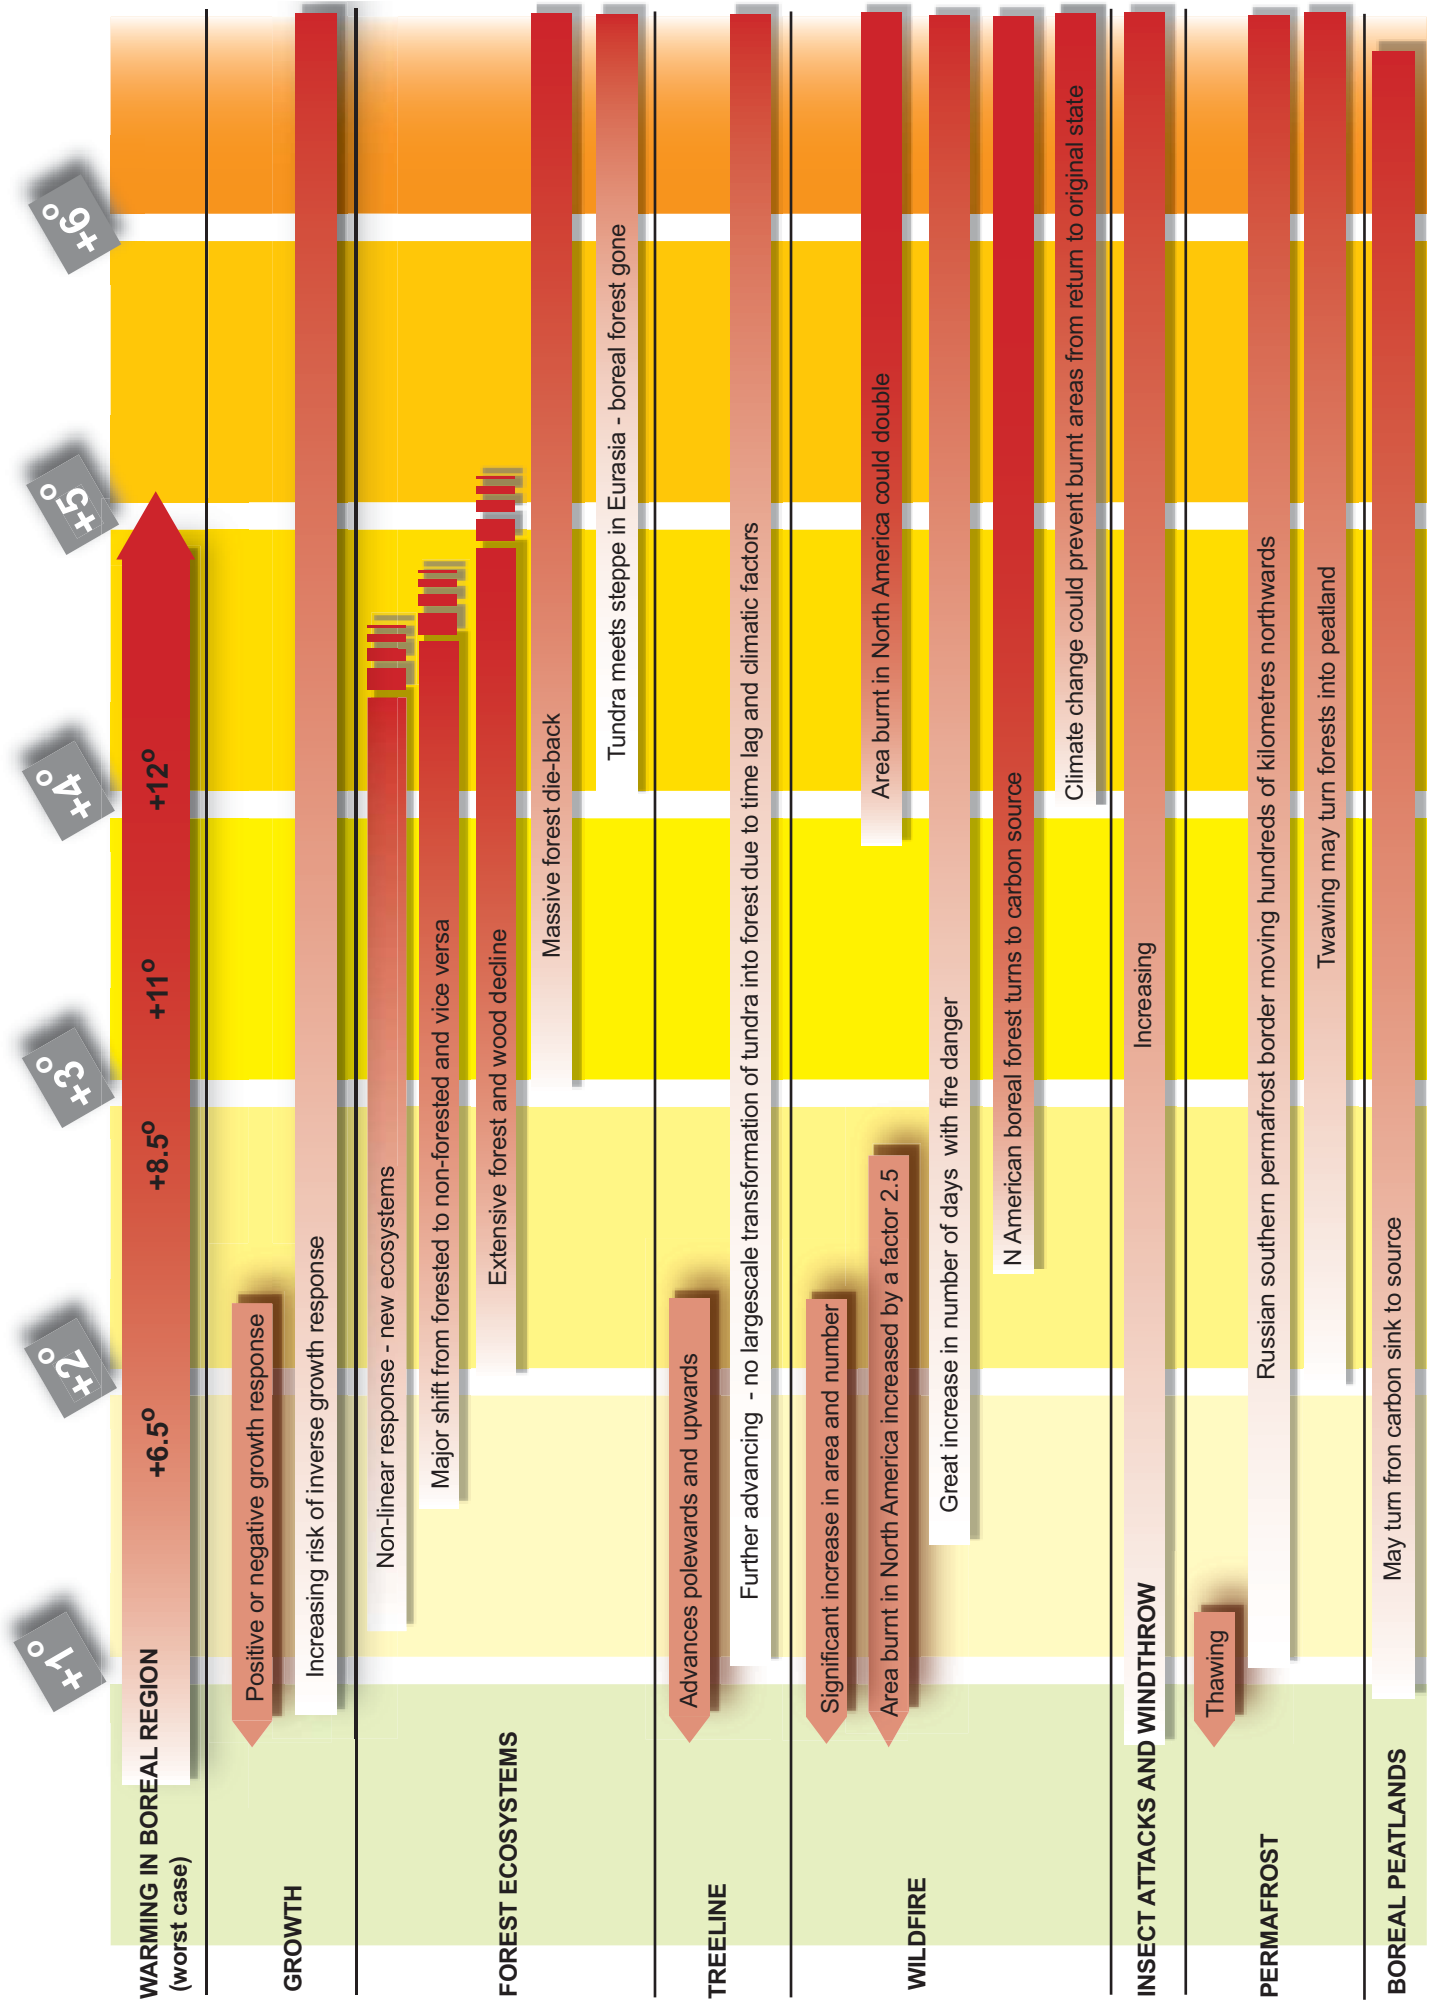 +1°
+2°
+3°
+4°
+5°
+6°
WARMING IN BOREAL REGION
(worst case)
+6.5°
+8.5°
+11°
+12°
GROWTH
Positive or negative growth response
Increasing risk of inverse growth response
FOREST ECOSYSTEMS
Non-linear response - new ecosystems
Major shift from forested to non-forested and vice versa
Extensive forest and wood decline
Massive forest die-back
Tundra meets steppe in Eurasia - boreal forest gone
TREELINE
Advances polewards and upwards
Further advancing - no largescale transformation of tundra into forest due to time lag and climatic factors
WILDFIRE
Significant increase in area and number
Area burnt in North America could double
Area burnt in North America increased by a factor 2.5
Great increase in number of days with fire danger
N American boreal forest turns to carbon source
Climate change could prevent burnt areas from return to original state
INSECT ATTACKS AND WINDTHROW
Increasing
PERMAFROST
Thawing
Russian southern permafrost border moving hundreds of kilometres northwards
Twawing may turn forests into peatland
BOREAL PEATLANDS
May turn fron carbon sink to source